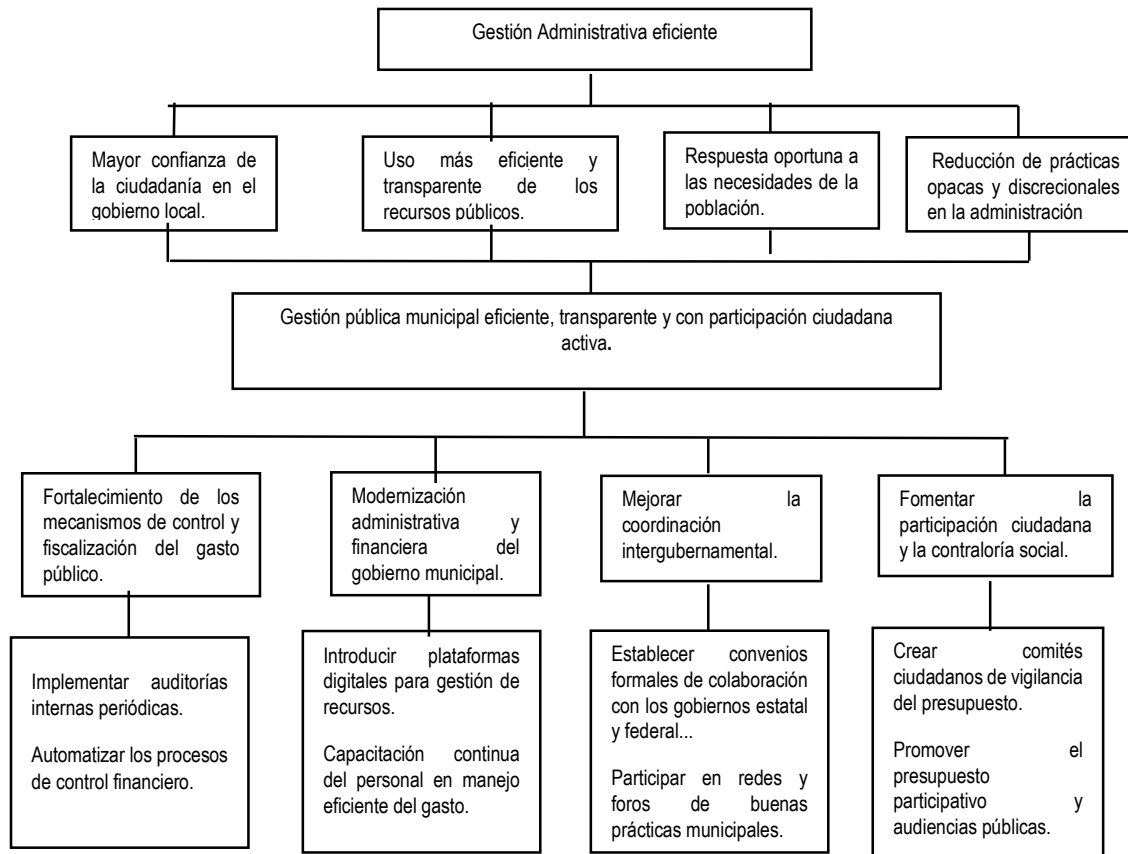 Gestión Administrativa eficiente
Mayor confianza de
la ciudadanía en el
gobierno local.
Uso más eficiente y
transparente de los
recursos públicos.
Respuesta oportuna a
las necesidades de la
población.
Reducción de prácticas
opacas y discrecionales
en la administración
Gestión pública municipal eficiente, transparente y con participación ciudadana
activa.
Fortalecimiento de los
mecanismos de control y
fiscalización del gasto
público.
Modernización
administrativa y
financiera del
gobierno municipal.
Mejorar la
coordinación
intergubernamental.
Fomentar la
participación ciudadana
y la contraloría social.
Implementar auditorías
internas periódicas.
Automatizar los procesos
de control financiero.
Introducir plataformas
digitales para gestión de
recursos.
Capacitación continua
del personal en manejo
eficiente del gasto.
Establecer convenios
formales de colaboración
con los gobiernos estatal
y federal...
Participar en redes y
foros de buenas
prácticas municipales.
Crear comités
ciudadanos de vigilancia
del presupuesto.
Promover el
presupuesto
participativo y
audiencias públicas.